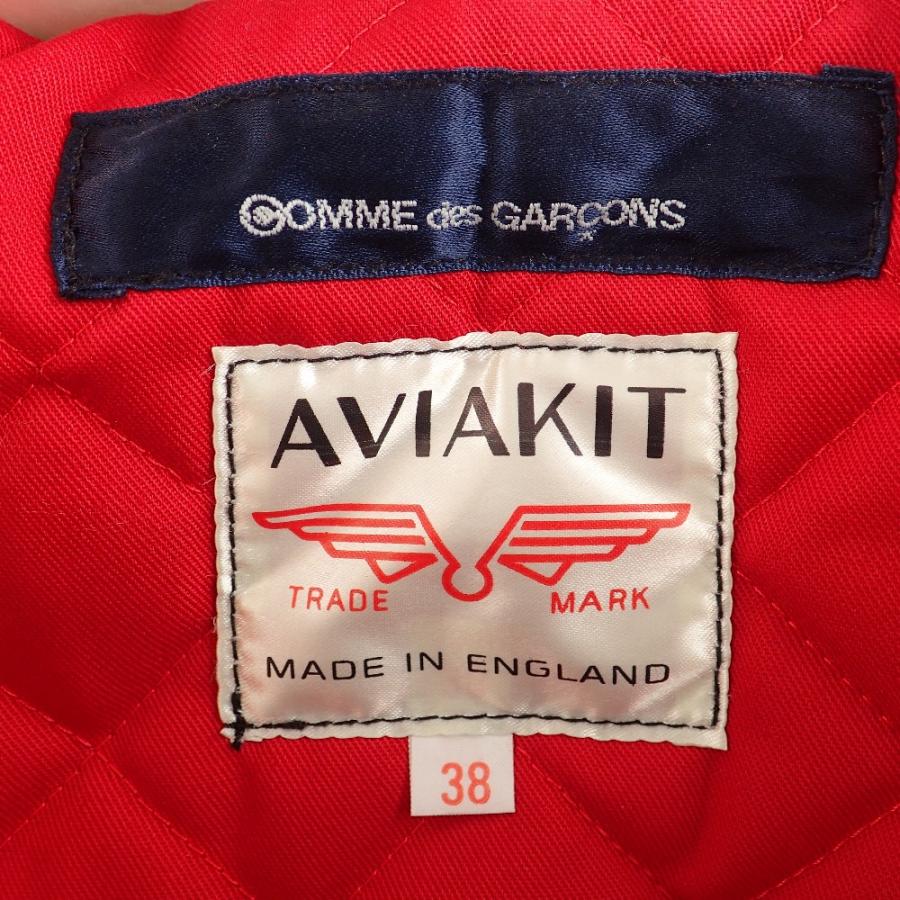 COMME des GARÇONS
AVIAKIT
TRADE MARK
MADE IN ENGLAND
38